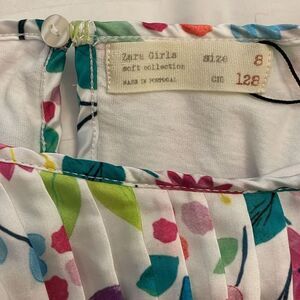 Zara Girls
soft collection
MADE IN PORTUGAL
size 8
cm 128